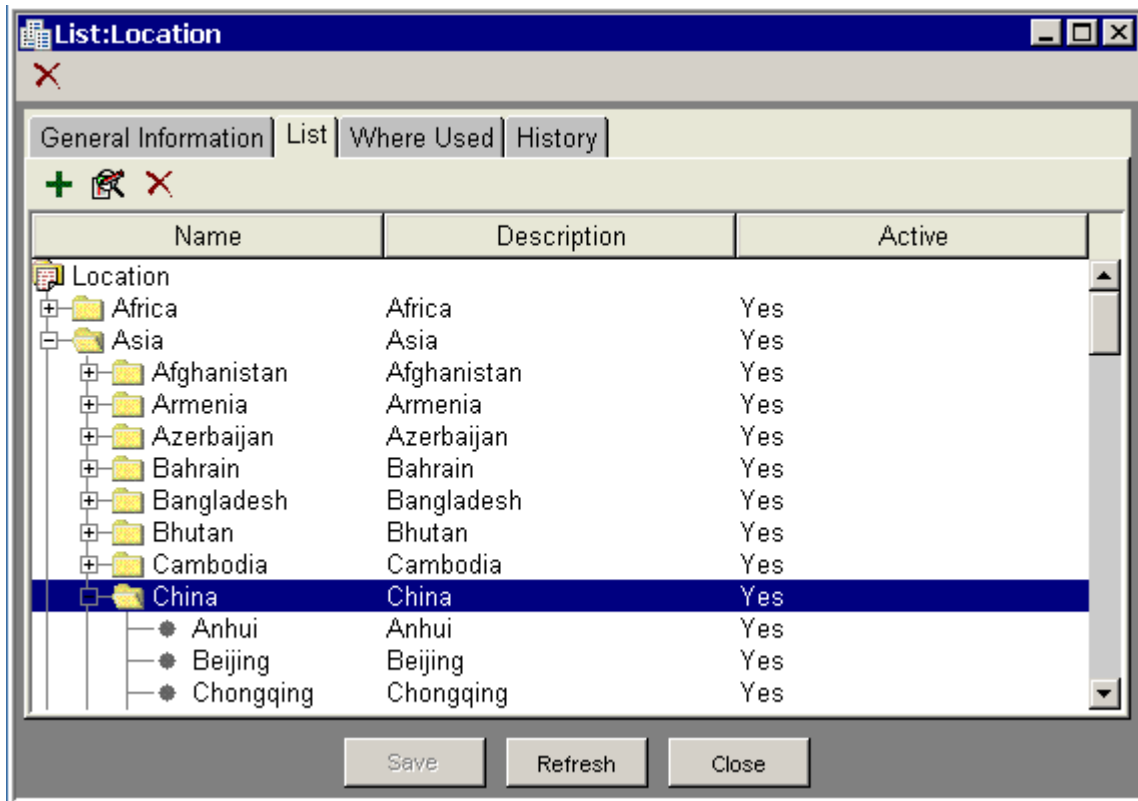 List:Location
General Information List Where Used History
Name Description Active
Location
Africa Africa Yes
Asia Asia Yes
Afghanistan Afghanistan Yes
Armenia Armenia Yes
Azerbaijan Azerbaijan Yes
Bahrain Bahrain Yes
Bangladesh Bangladesh Yes
Bhutan Bhutan Yes
Cambodia Cambodia Yes
China China Yes
Anhui Anhui Yes
Beijing Beijing Yes
Chongqing Chongqing Yes
Save Refresh Close